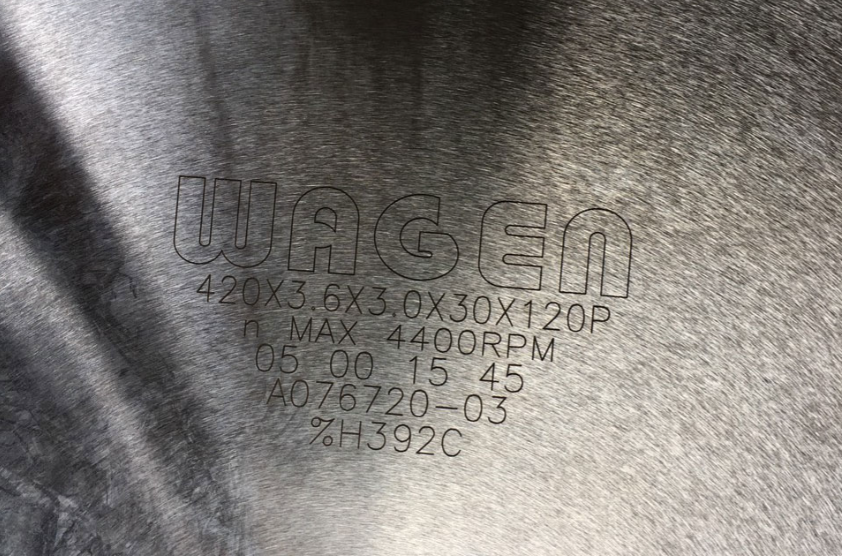 WAGEN
420X3.6X3.0X30X120P
n MAX 4400RPM
05 00 15 45
A076720-03
%H392C